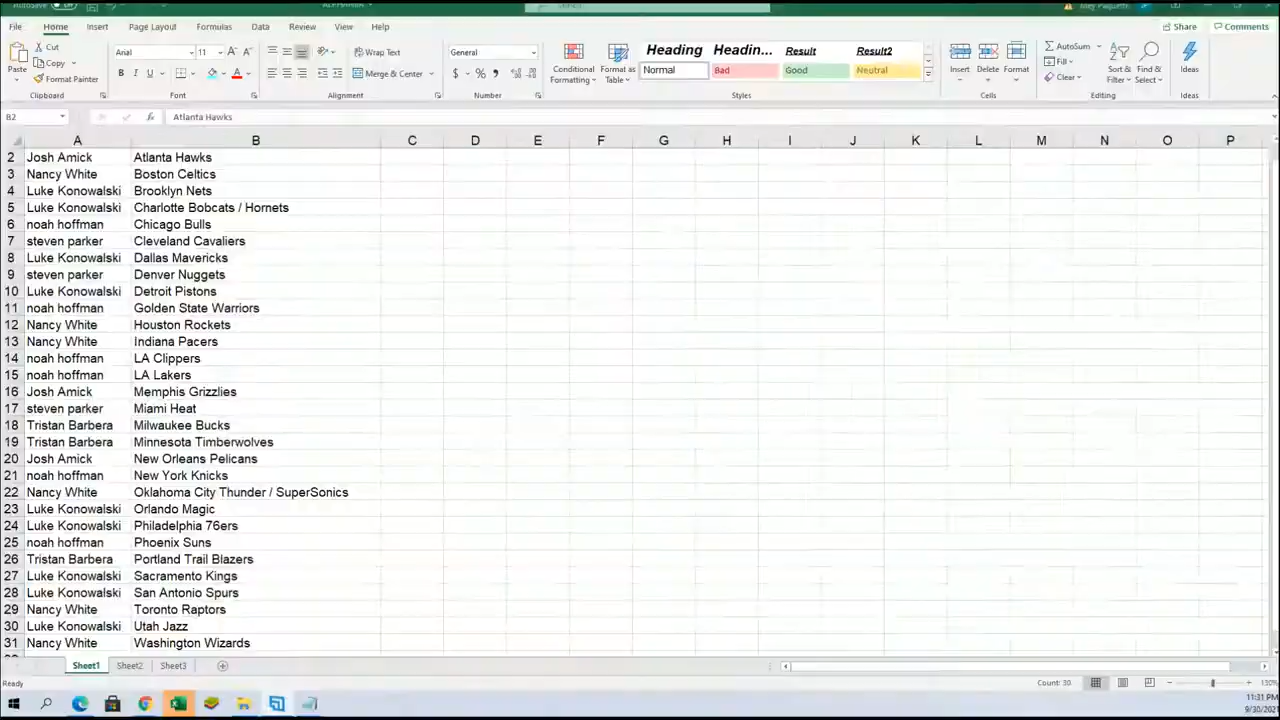 File Home Insert Page Layout Formulas Data Review View Help Share Comments
Paste Cut Copy Format Painter Clipboard
Arial 11 B I U Font
Wrap Text Merge & Center Alignment
General $ % Number
Conditional Formatting Format as Table
Heading Headin... Result Result2
Normal Bad Good Neutral
Styles
Insert Delete Format Cells
AutoSum Fill Clear Sort & Filter Find & Select Editing
Ideas Ideas
B2 Atlanta Hawks
A B C D E F G H I J K L M N O P
2 Josh Amick Atlanta Hawks
3 Nancy White Boston Celtics
4 Luke Konowalski Brooklyn Nets
5 Luke Konowalski Charlotte Bobcats / Hornets
6 noah hoffman Chicago Bulls
7 steven parker Cleveland Cavaliers
8 Luke Konowalski Dallas Mavericks
9 steven parker Denver Nuggets
10 Luke Konowalski Detroit Pistons
11 noah hoffman Golden State Warriors
12 Nancy White Houston Rockets
13 Nancy White Indiana Pacers
14 noah hoffman LA Clippers
15 noah hoffman LA Lakers
16 Josh Amick Memphis Grizzlies
17 steven parker Miami Heat
18 Tristan Barbera Milwaukee Bucks
19 Tristan Barbera Minnesota Timberwolves
20 Josh Amick New Orleans Pelicans
21 noah hoffman New York Knicks
22 Nancy White Oklahoma City Thunder / SuperSonics
23 Luke Konowalski Orlando Magic
24 Luke Konowalski Philadelphia 76ers
25 noah hoffman Phoenix Suns
26 Tristan Barbera Portland Trail Blazers
27 Luke Konowalski Sacramento Kings
28 Luke Konowalski San Antonio Spurs
29 Nancy White Toronto Raptors
30 Luke Konowalski Utah Jazz
31 Nancy White Washington Wizards
Sheet1 Sheet2 Sheet3
Ready Count: 30 130%
11:31 PM